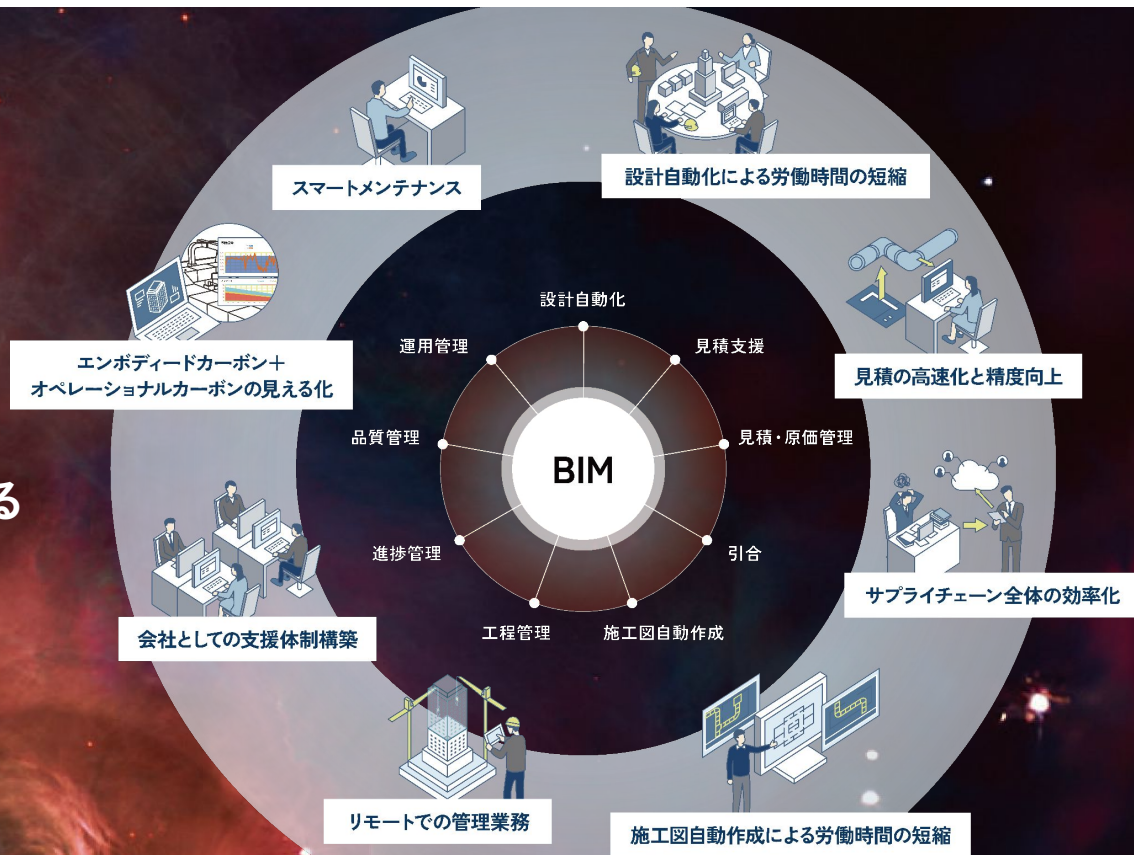 スマートメンテナンス
設計自動化による労働時間の短縮
見積の高速化と精度向上
サプライチェーン全体の効率化
施工図自動作成による労働時間の短縮
リモートでの管理業務
会社としての支援体制構築
エンボディードカーボン＋
オペレーショナルカーボンの見える化
る
設計自動化
見積支援
見積・原価管理
引合
施工図自動作成
工程管理
進捗管理
品質管理
運用管理
BIM